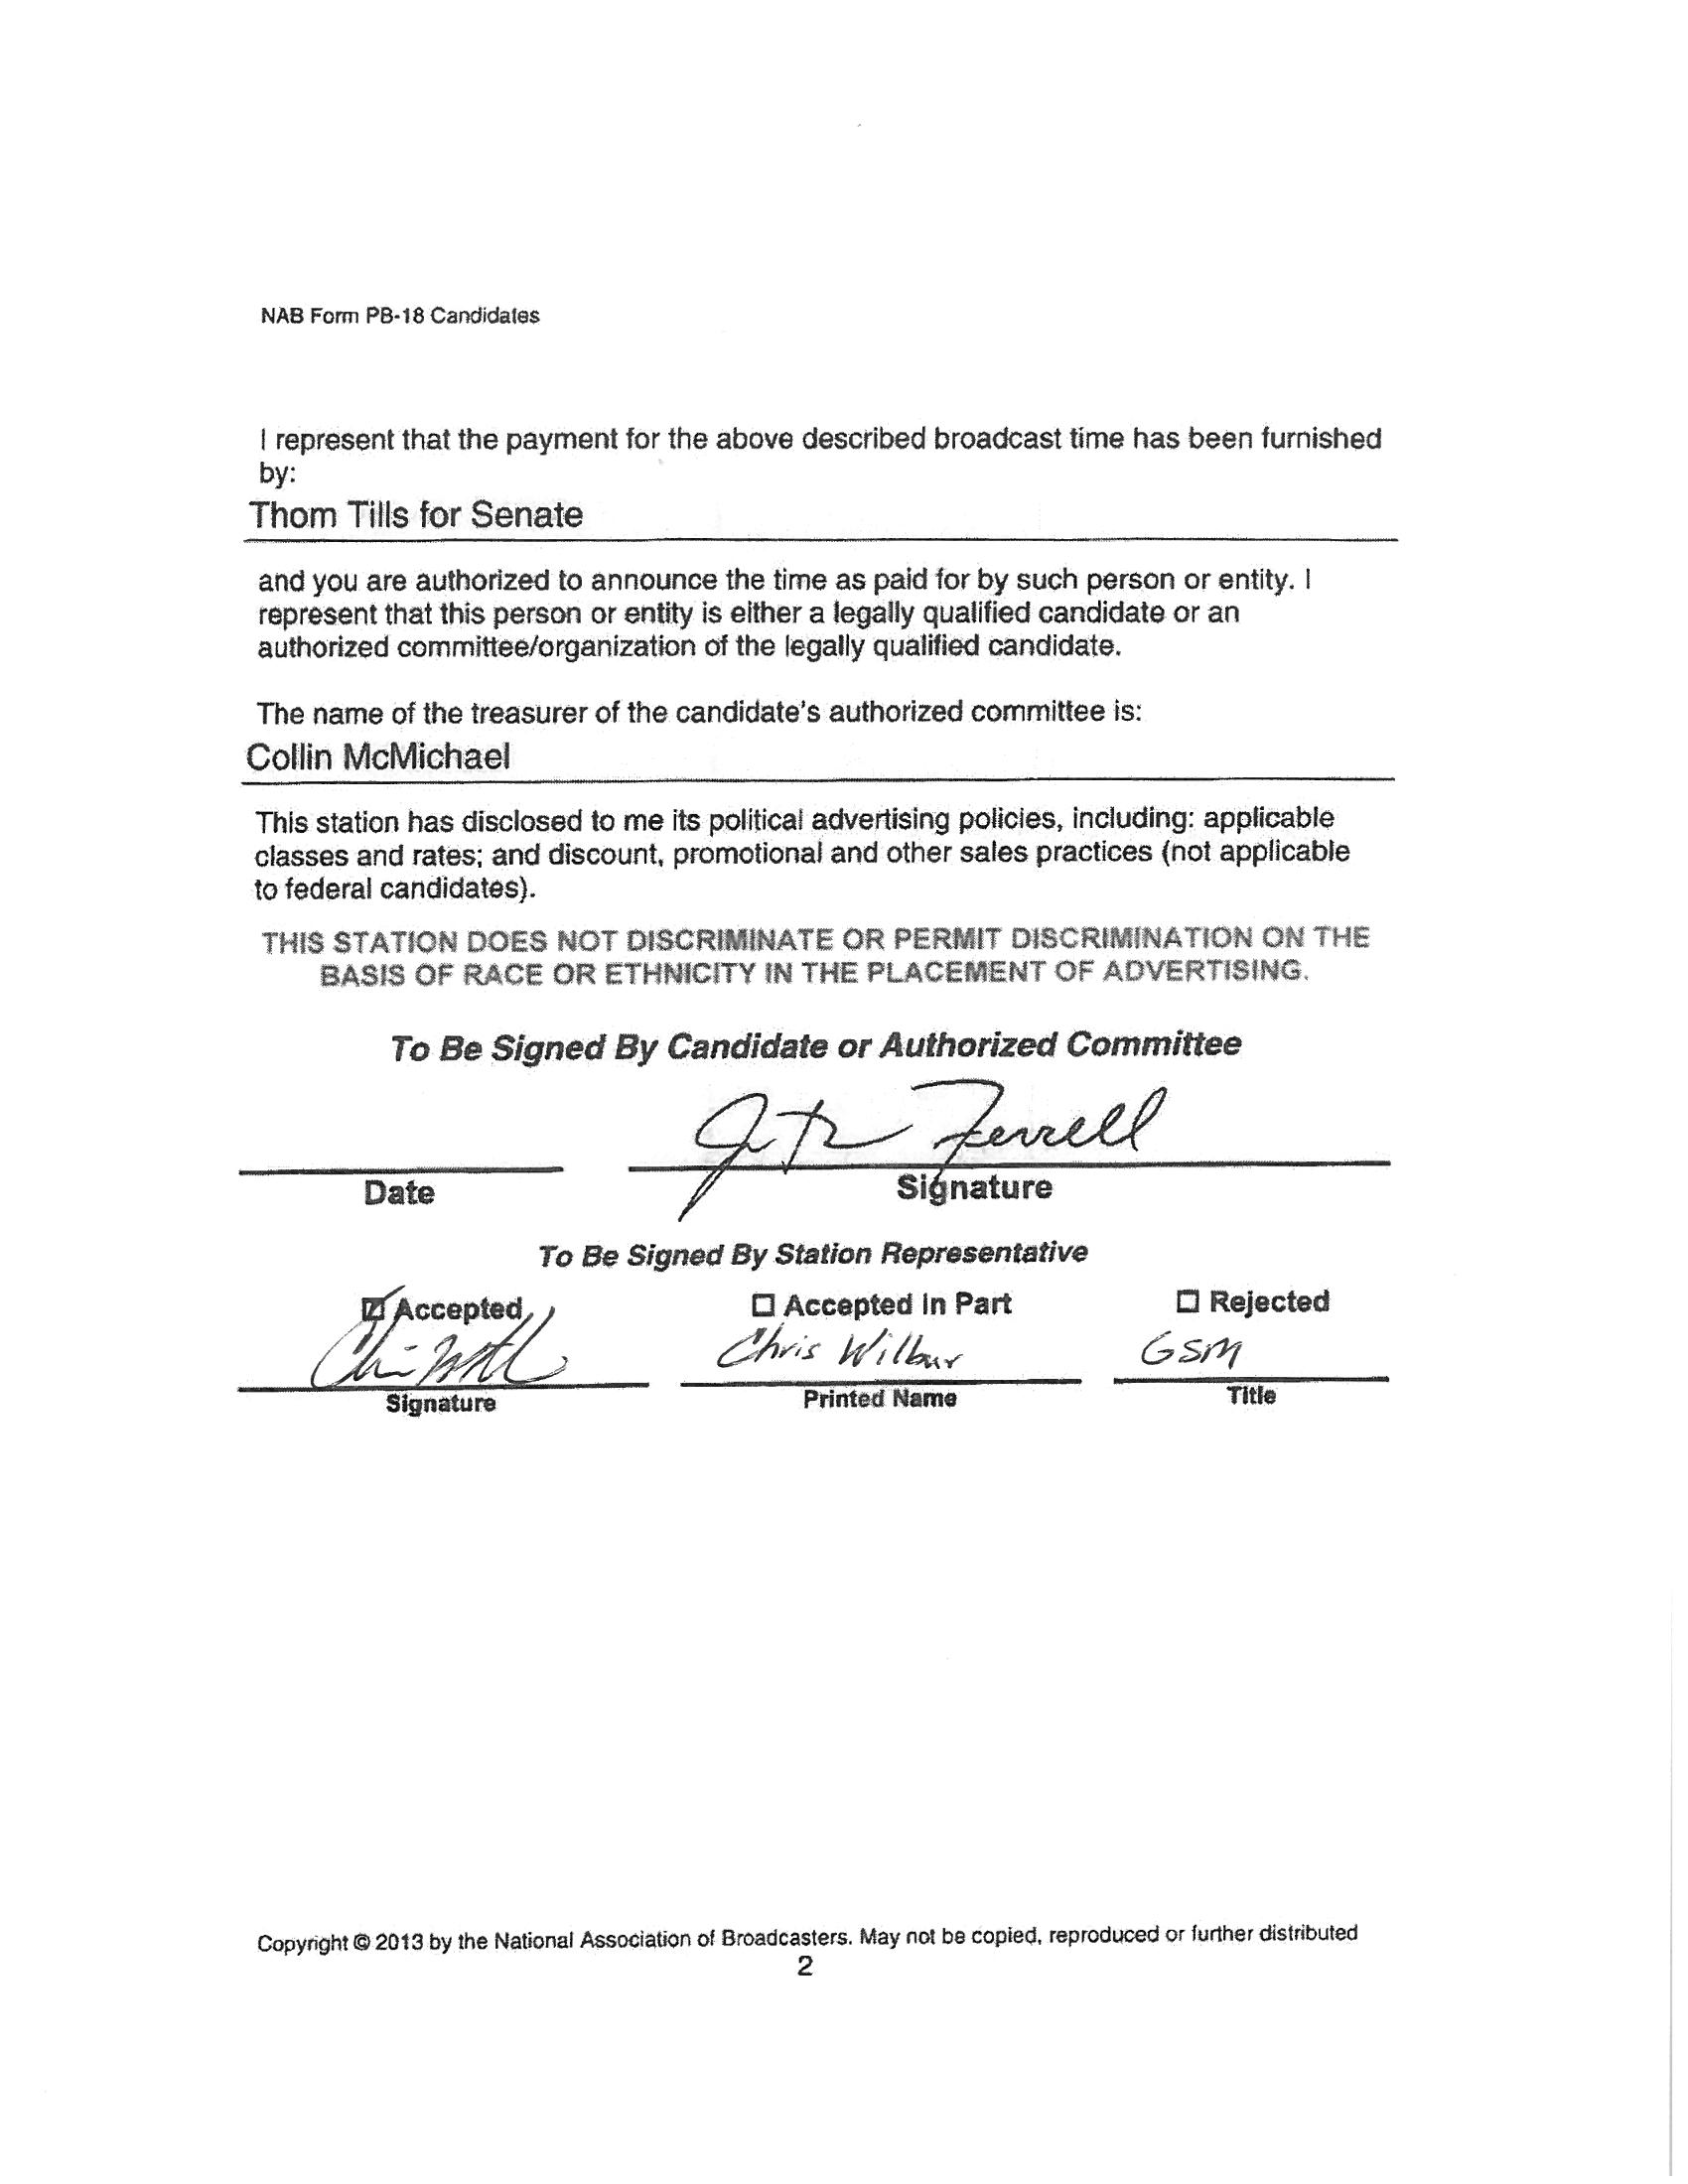 NAB Form PB-18 Candidates
I represent that the payment for the above described broadcast time has been furnished
by:
Thom Tills for Senate
and you are authorized to announce the time as paid for by such person or entity. I
represent that this person or entity is either a legally qualified candidate or an
authorized committee/organization of the legally qualified candidate.
The name of the treasurer of the candidate's authorized committee is:
Collin McMichael
This station has disclosed to me its political advertising policies, including: applicable
classes and rates; and discount, promotional and other sales practices (not applicable
to federal candidates).
THIS STATION DOES NOT DISCRIMINATE OR PERMIT DISCRIMINATION ON THE
BASIS OF RACE OR ETHNICITY IN THE PLACEMENT OF ADVERTISING.
To Be Signed By Candidate or Authorized Committee
Ferrell
Date Signature
To Be Signed By Station Representative
☑ Accepted ☐ Accepted in Part ☐ Rejected
Chris Wilbur GSM
Signature Printed Name Title
Copyright © 2013 by the National Association of Broadcasters. May not be copied, reproduced or further distributed
2